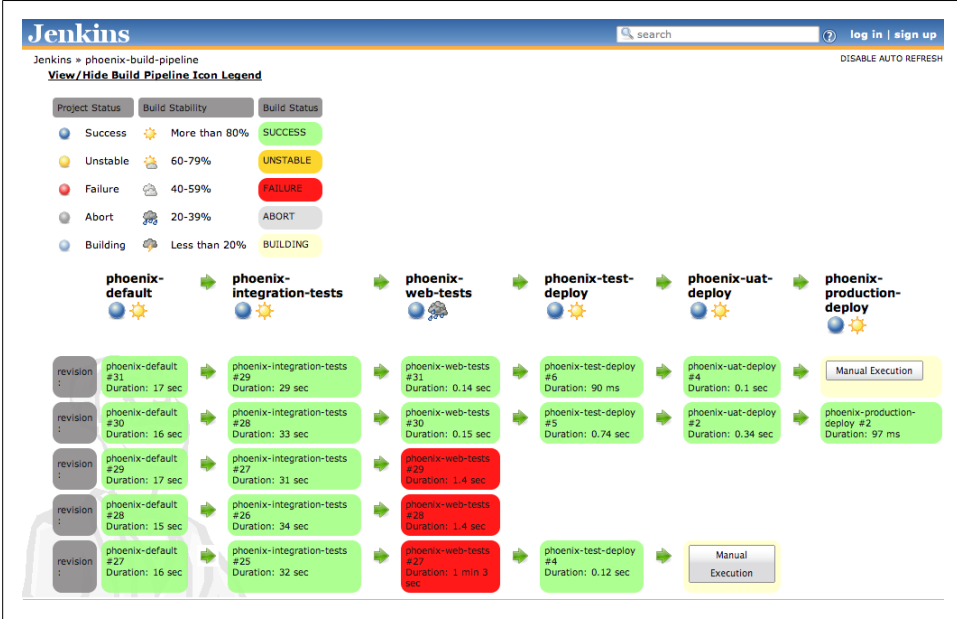 Jenkins
search
log in | sign up
Jenkins » phoenix-build-pipeline
DISABLE AUTO REFRESH
View/Hide Build Pipeline Icon Legend
Project Status Build Stability Build Status
Success More than 80% SUCCESS
Unstable 60-79% UNSTABLE
Failure 40-59% FAILURE
Abort 20-39% ABORT
Building Less than 20% BUILDING
phoenix-
default
phoenix-
integration-tests
phoenix-
web-tests
phoenix-test-
deploy
phoenix-uat-
deploy
phoenix-
production-
deploy
revision
:
phoenix-default
#31
Duration: 17 sec
phoenix-integration-tests
#29
Duration: 29 sec
phoenix-web-tests
#31
Duration: 0.14 sec
phoenix-test-deploy
#6
Duration: 90 ms
phoenix-uat-deploy
#4
Duration: 0.1 sec
Manual Execution
revision
:
phoenix-default
#30
Duration: 16 sec
phoenix-integration-tests
#28
Duration: 33 sec
phoenix-web-tests
#30
Duration: 0.15 sec
phoenix-test-deploy
#5
Duration: 0.74 sec
phoenix-uat-deploy
#2
Duration: 0.34 sec
phoenix-production-
deploy #2
Duration: 97 ms
revision
:
phoenix-default
#29
Duration: 17 sec
phoenix-integration-tests
#27
Duration: 31 sec
phoenix-web-tests
#29
Duration: 1.4 sec
revision
:
phoenix-default
#28
Duration: 15 sec
phoenix-integration-tests
#26
Duration: 34 sec
phoenix-web-tests
#28
Duration: 1.4 sec
revision
:
phoenix-default
#27
Duration: 16 sec
phoenix-integration-tests
#25
Duration: 32 sec
phoenix-web-tests
#27
Duration: 1 min 3
sec
phoenix-test-deploy
#4
Duration: 0.12 sec
Manual
Execution